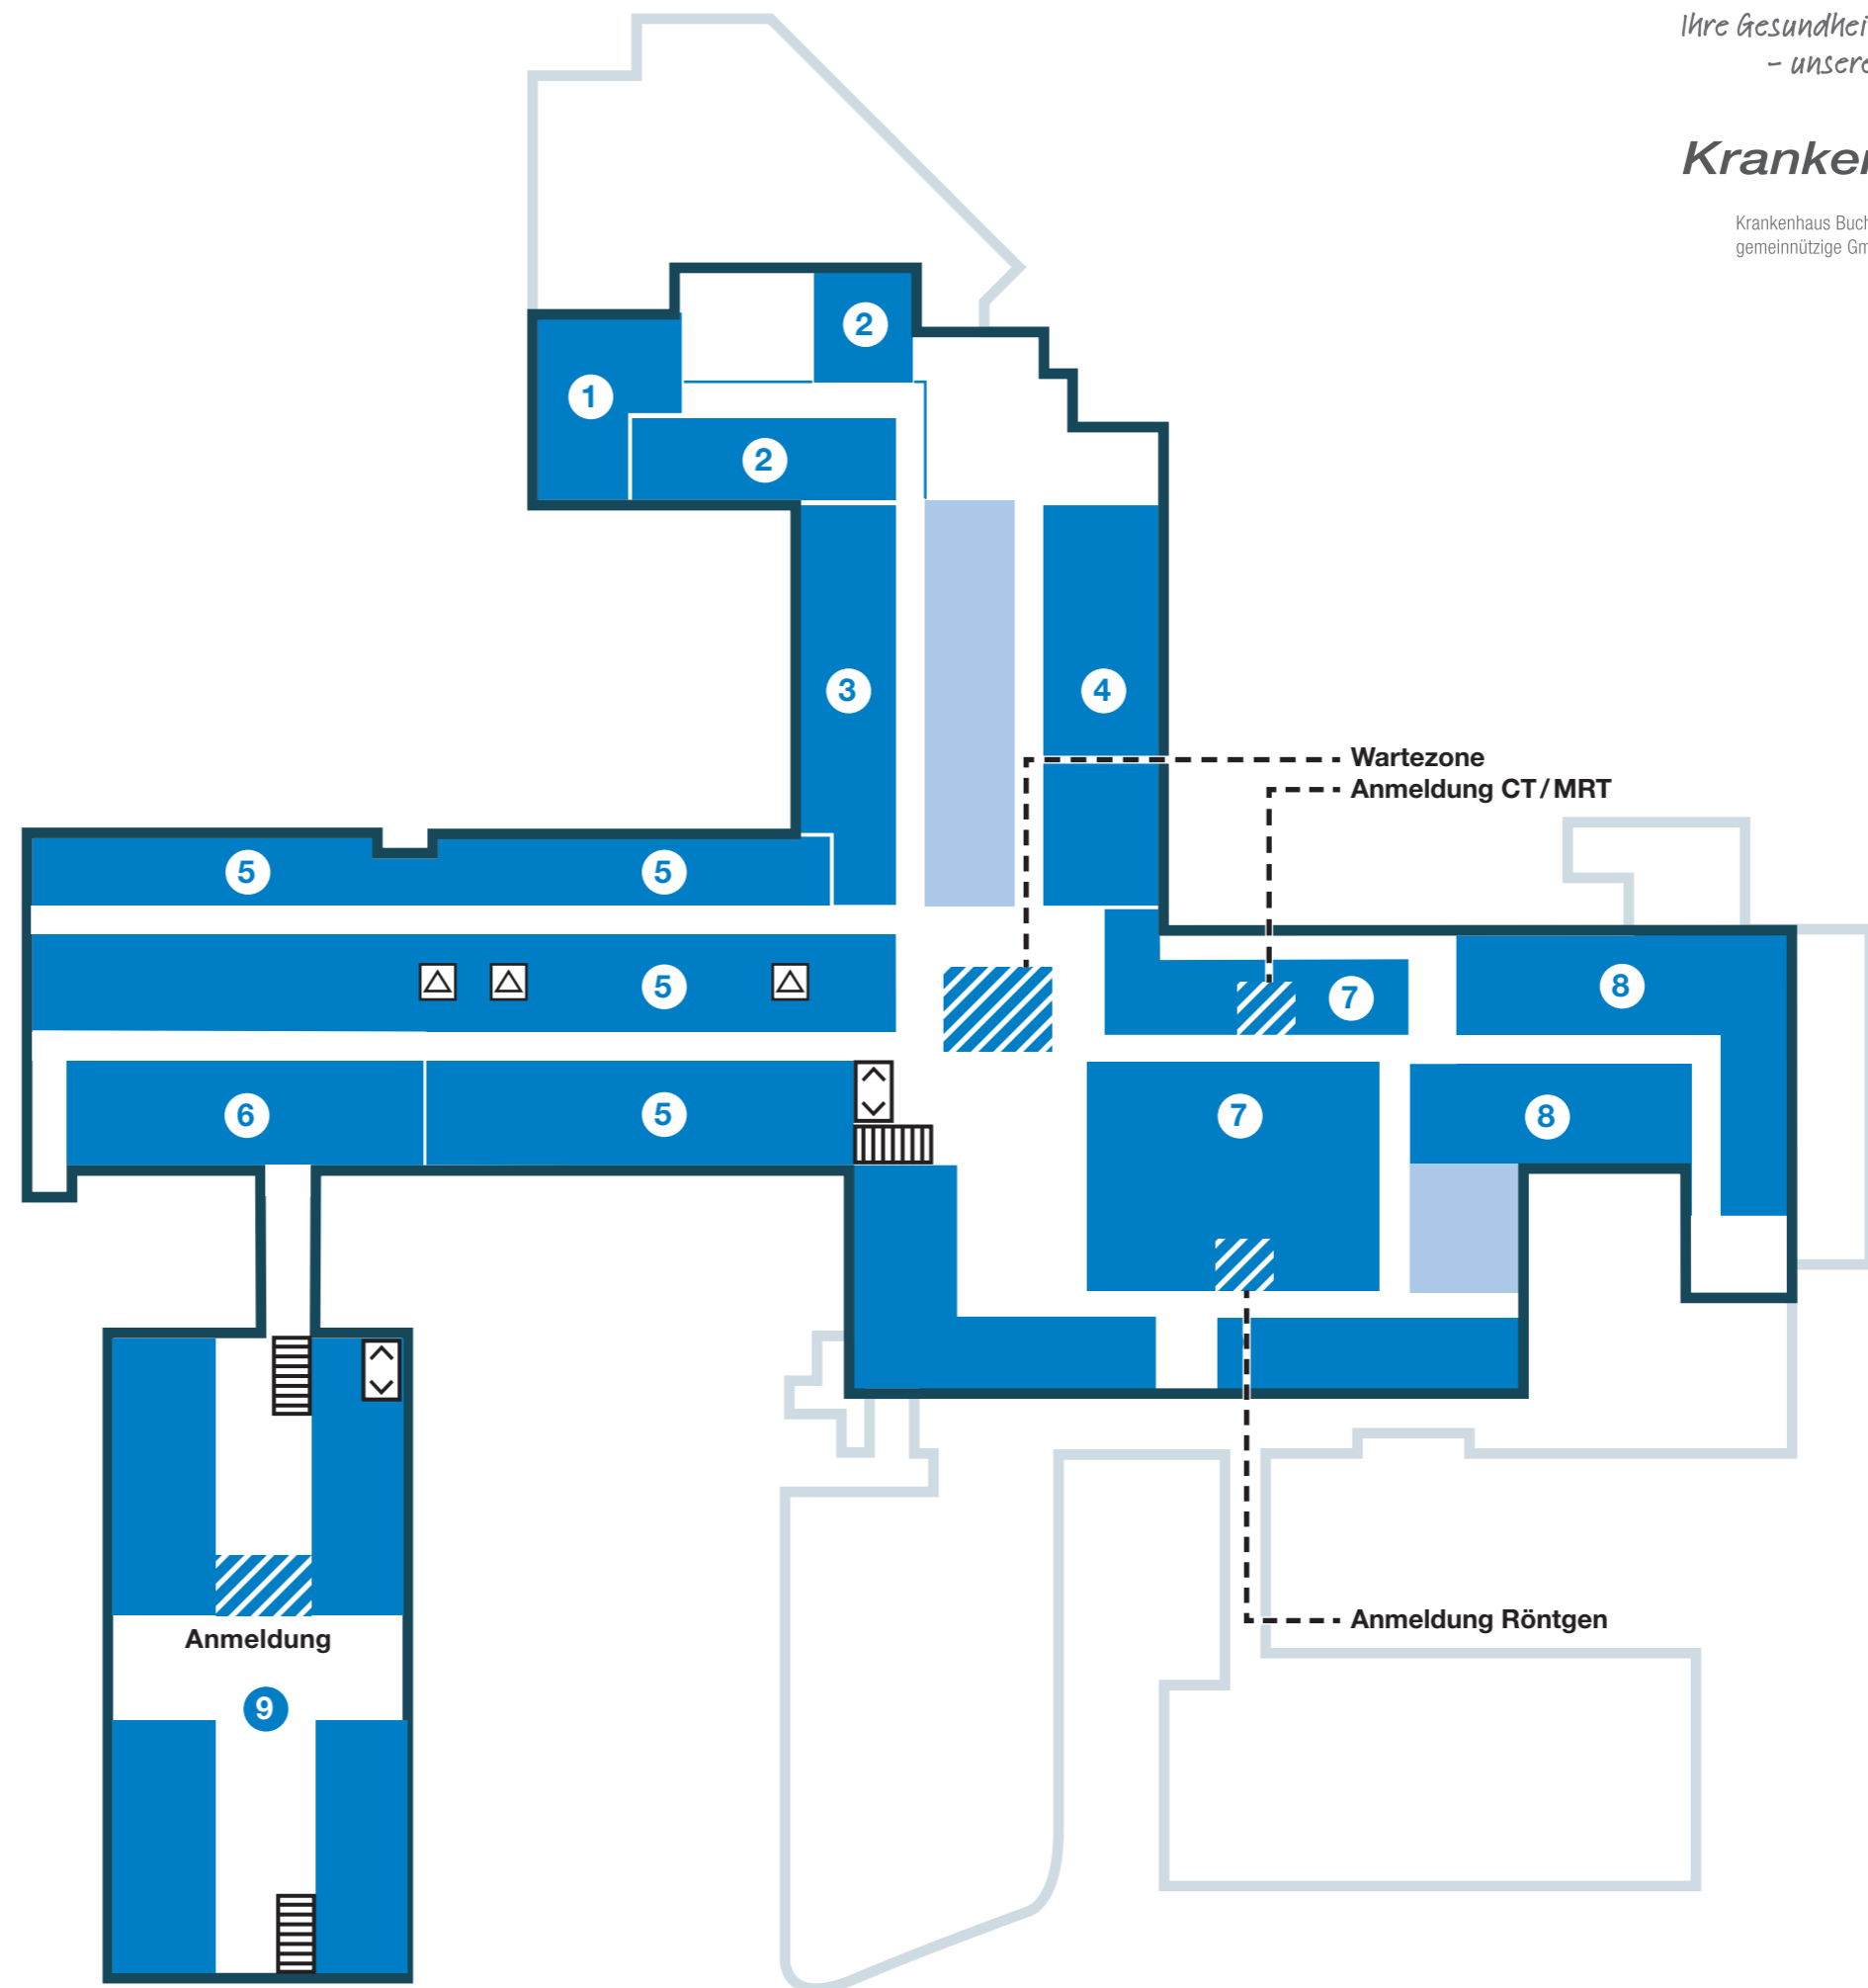 Ihre Gesundhei
– unsere
Kranken
Krankenhaus Buch
gemeinnützige Gm
2
1
2
3
4
Wartezone
Anmeldung CT/MRT
5
5
5
7
8
6
5
7
8
Anmeldung Röntgen
Anmeldung
9